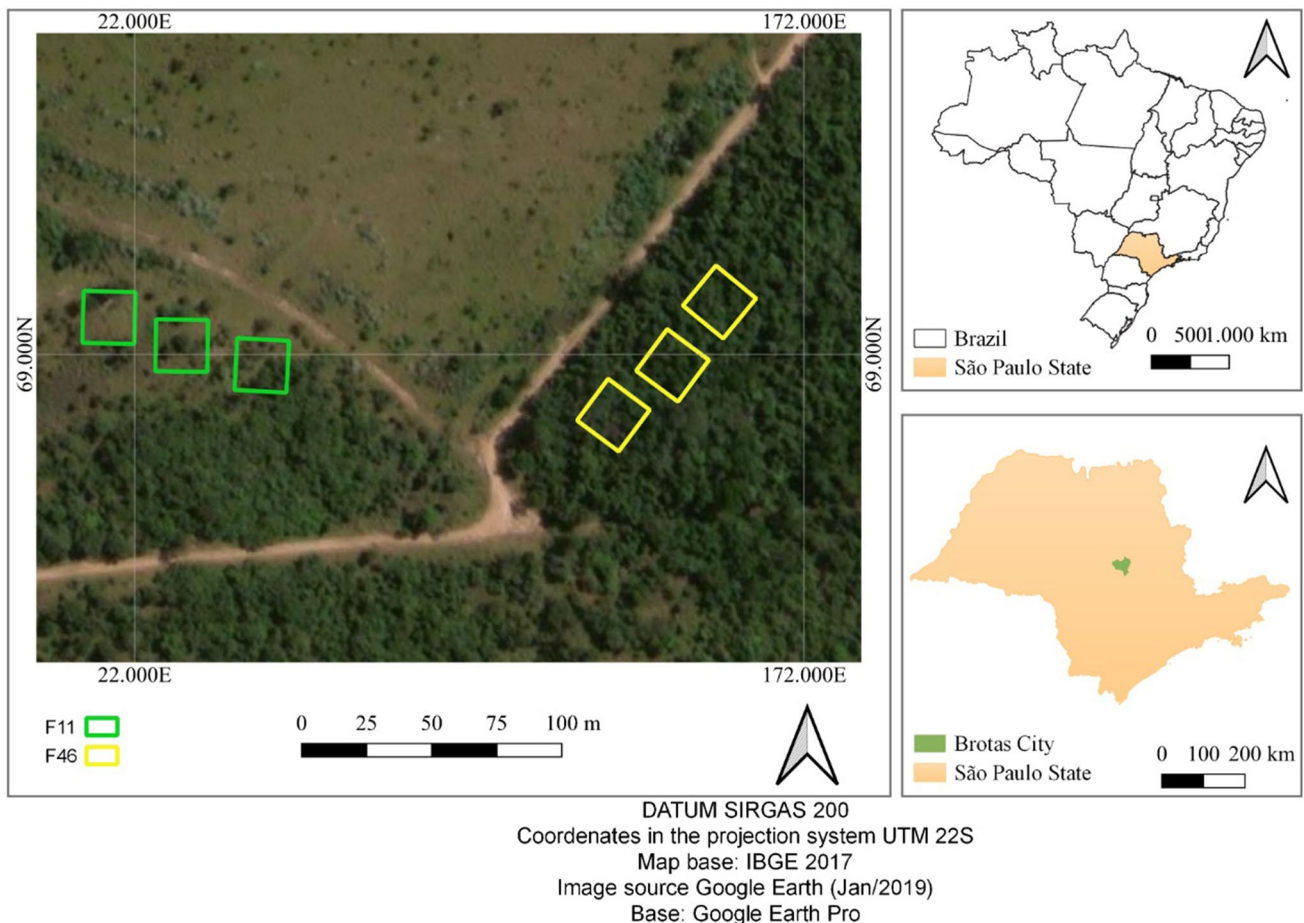 22.000E
172.000E
69.000N
69.000N
22.000E
172.000E
F11
F46
0 25 50 75 100 m
Brazil
São Paulo State
0 5001.000 km
Brotas City
São Paulo State
0 100 200 km
DATUM SIRGAS 200
Coordenates in the projection system UTM 22S
Map base: IBGE 2017
Image source Google Earth (Jan/2019)
Base: Google Earth Pro